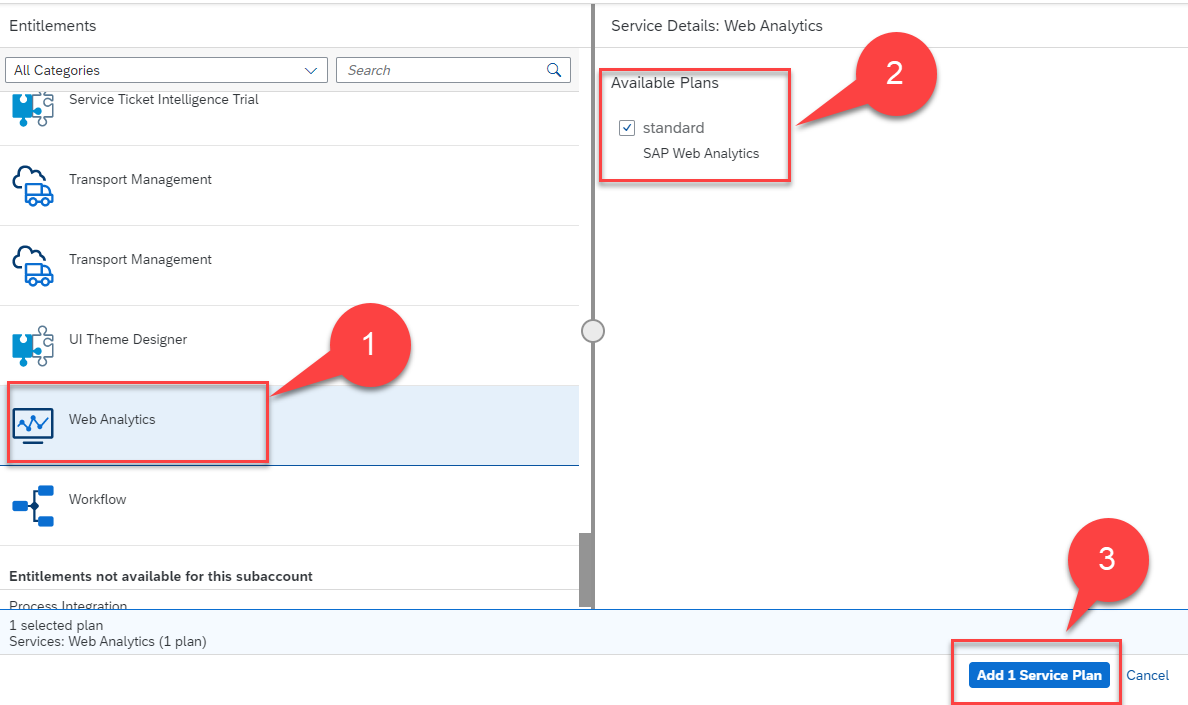 Entitlements
All Categories
Search
Service Ticket Intelligence Trial
Transport Management
Transport Management
UI Theme Designer
1
Web Analytics
Workflow
Entitlements not available for this subaccount
Process Integration
1 selected plan
Services: Web Analytics (1 plan)
Service Details: Web Analytics
2
Available Plans
standard
SAP Web Analytics
3
Add 1 Service Plan
Cancel